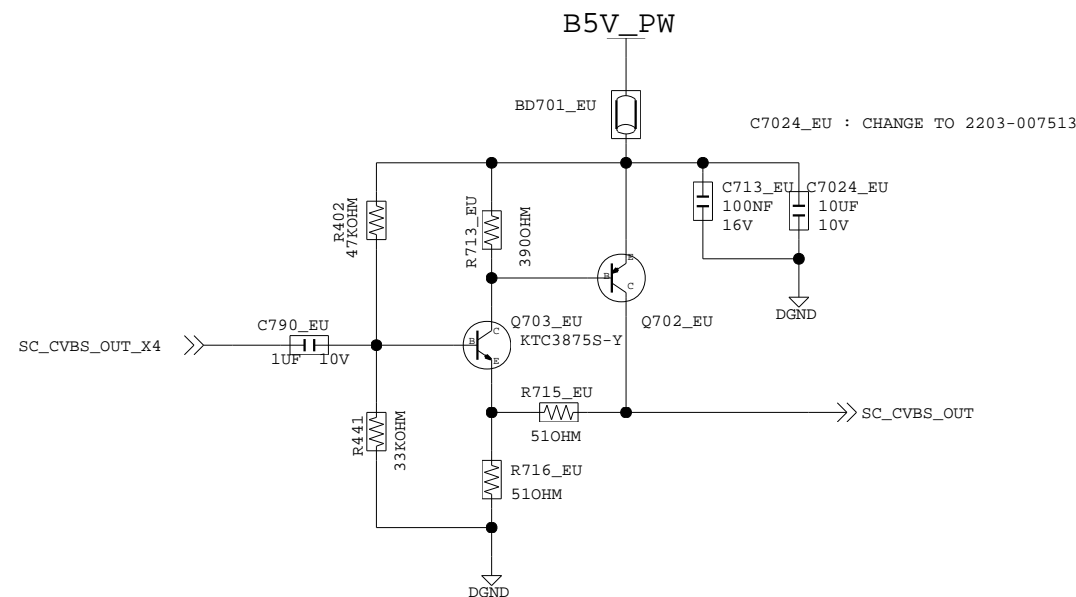 B5V_PW
BD701_EU
C7024_EU : CHANGE TO 2203-007513
R402
47KOHM
R713_EU
390OHM
C713_EU
100NF
16V
C7024_EU
10UF
10V
E
B
C
DGND
Q702_EU
SC_CVBS_OUT_X4
C790_EU
1UF 10V
Q703_EU
KTC3875S-Y
C
B
E
R715_EU
51OHM
SC_CVBS_OUT
R441
33KOHM
R716_EU
51OHM
DGND